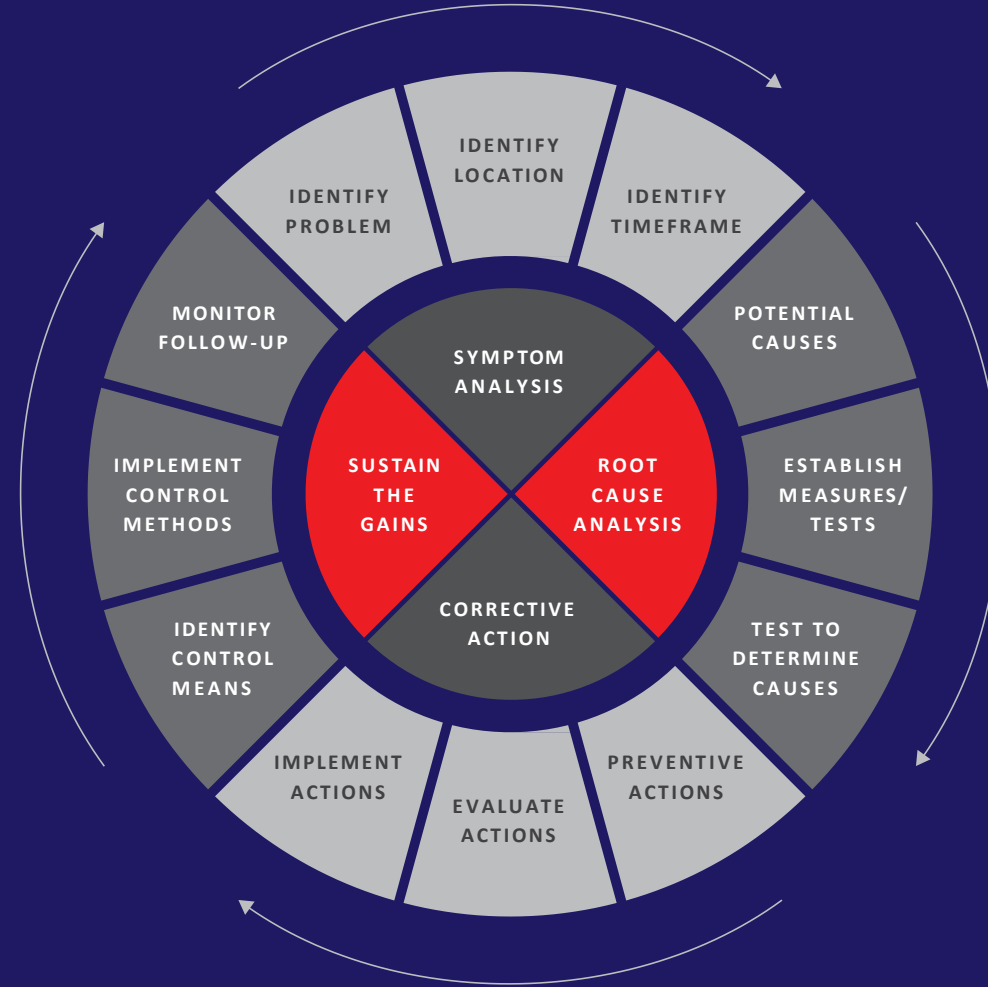 IDENTIFY
LOCATION
IDENTIFY
PROBLEM
IDENTIFY
TIMEFRAME
MONITOR
FOLLOW-UP
POTENTIAL
CAUSES
SYMPTOM
ANALYSIS
IMPLEMENT
CONTROL
METHODS
SUSTAIN
THE
GAINS
ROOT
CAUSE
ANALYSIS
ESTABLISH
MEASURES/
TESTS
CORRECTIVE
ACTION
IDENTIFY
CONTROL
MEANS
TEST TO
DETERMINE
CAUSES
IMPLEMENT
ACTIONS
EVALUATE
ACTIONS
PREVENTIVE
ACTIONS